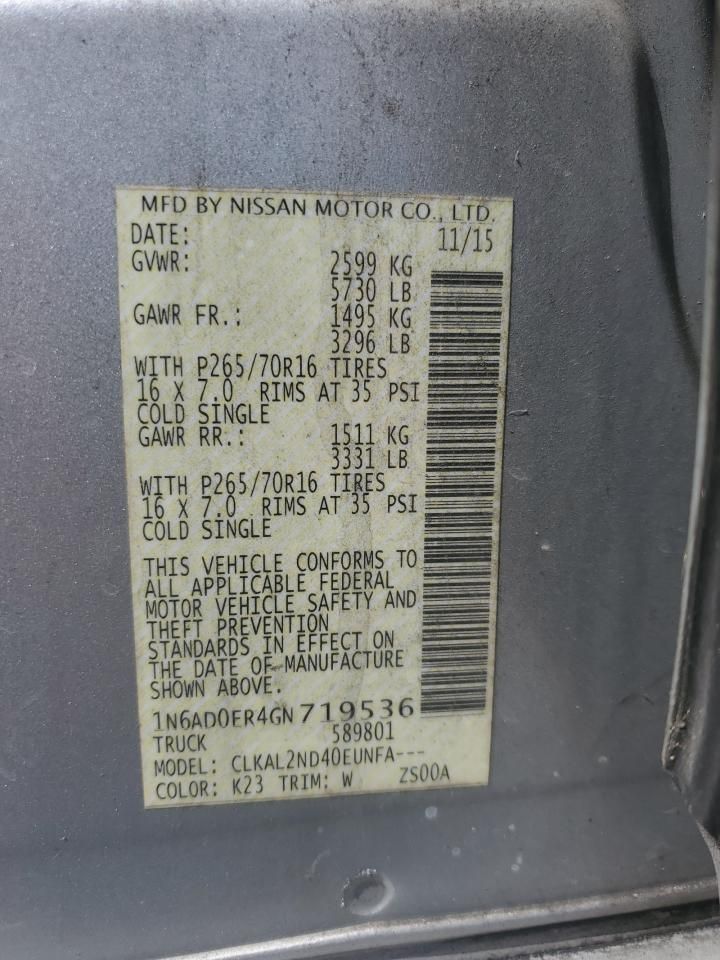 MFD BY NISSAN MOTOR CO., LTD.
DATE: 11/15
GVWR: 2599 KG
5730 LB
GAWR FR.: 1495 KG
3296 LB
WITH P265/70R16 TIRES
16 X 7.0 RIMS AT 35 PSI
COLD SINGLE
GAWR RR.: 1511 KG
3331 LB
WITH P265/70R16 TIRES
16 X 7.0 RIMS AT 35 PSI
COLD SINGLE
THIS VEHICLE CONFORMS TO
ALL APPLICABLE FEDERAL
MOTOR VEHICLE SAFETY AND
THEFT PREVENTION
STANDARDS IN EFFECT ON
THE DATE OF MANUFACTURE
SHOWN ABOVE.
1N6AD0ER4GN719536
TRUCK 589801
MODEL: CLKAL2ND40EUNFA---
COLOR: K23 TRIM: W ZS00A